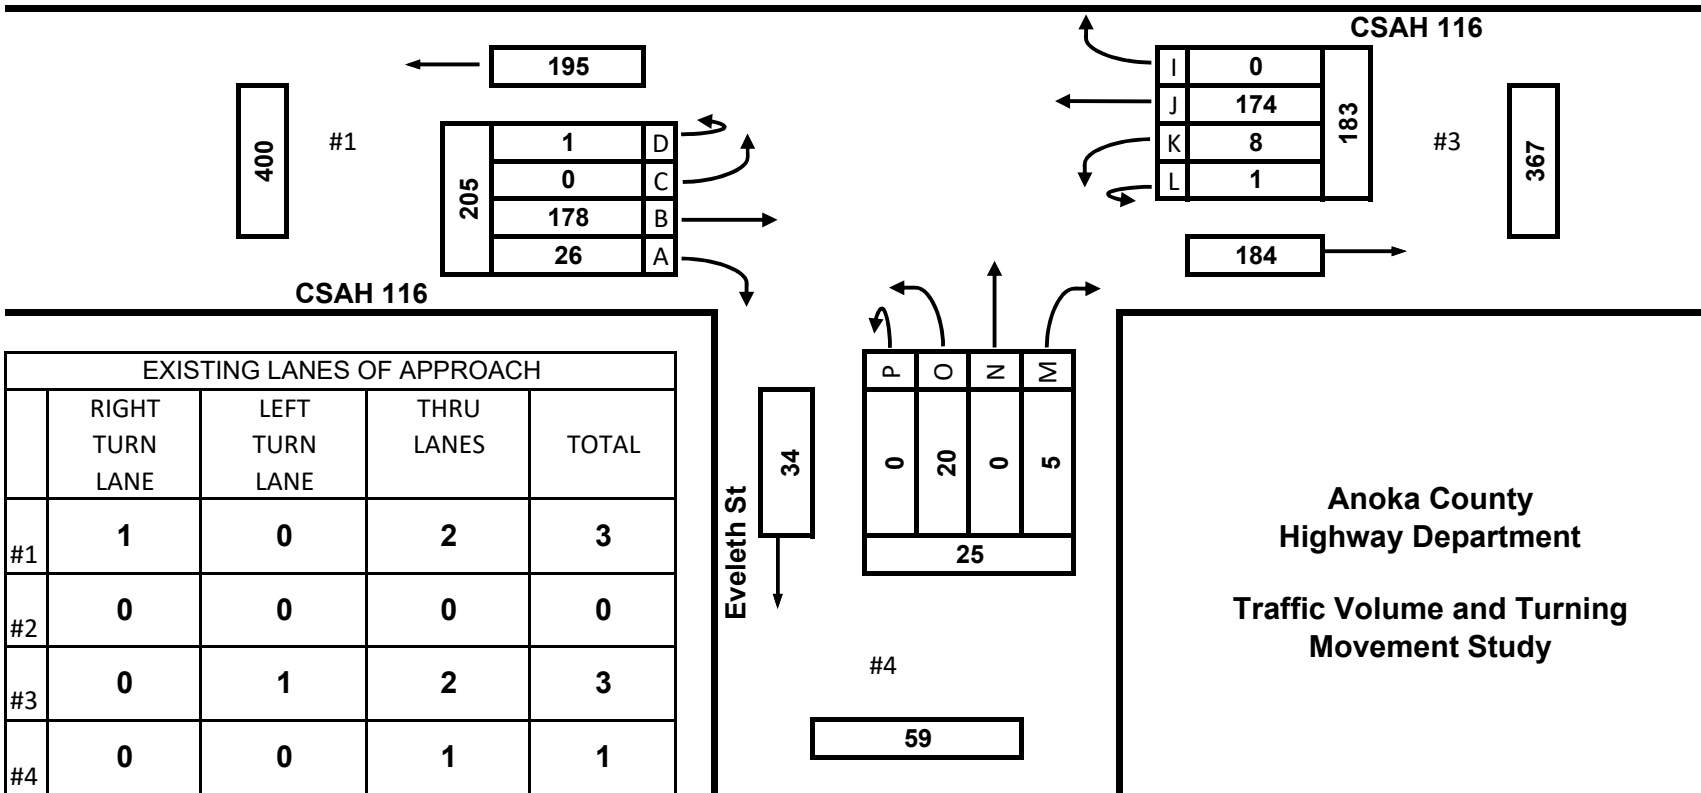 CSAH 116
195
400
#1
205
1 D
0 C
178 B
26 A
CSAH 116
I 0
J 174
K 8
L 1
183
#3
367
184
P O N M
0 20 0 5
25
34
Eveleth St
#4
59
EXISTING LANES OF APPROACH
RIGHT LEFT THRU
TURN TURN LANES TOTAL
LANE LANE
#1 1 0 2 3
#2 0 0 0 0
#3 0 1 2 3
#4 0 0 1 1
Anoka County
Highway Department
Traffic Volume and Turning
Movement Study